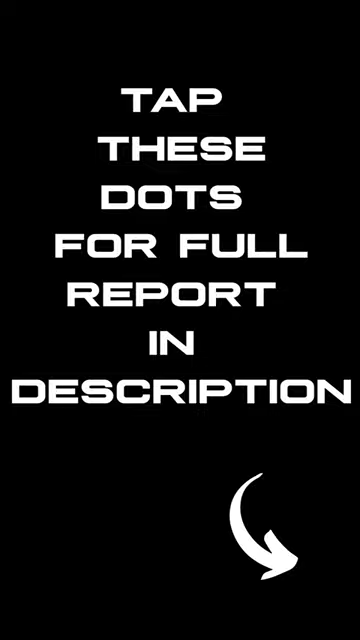 TAP
THESE
DOTS
FOR FULL
REPORT
IN
DESCRIPTION